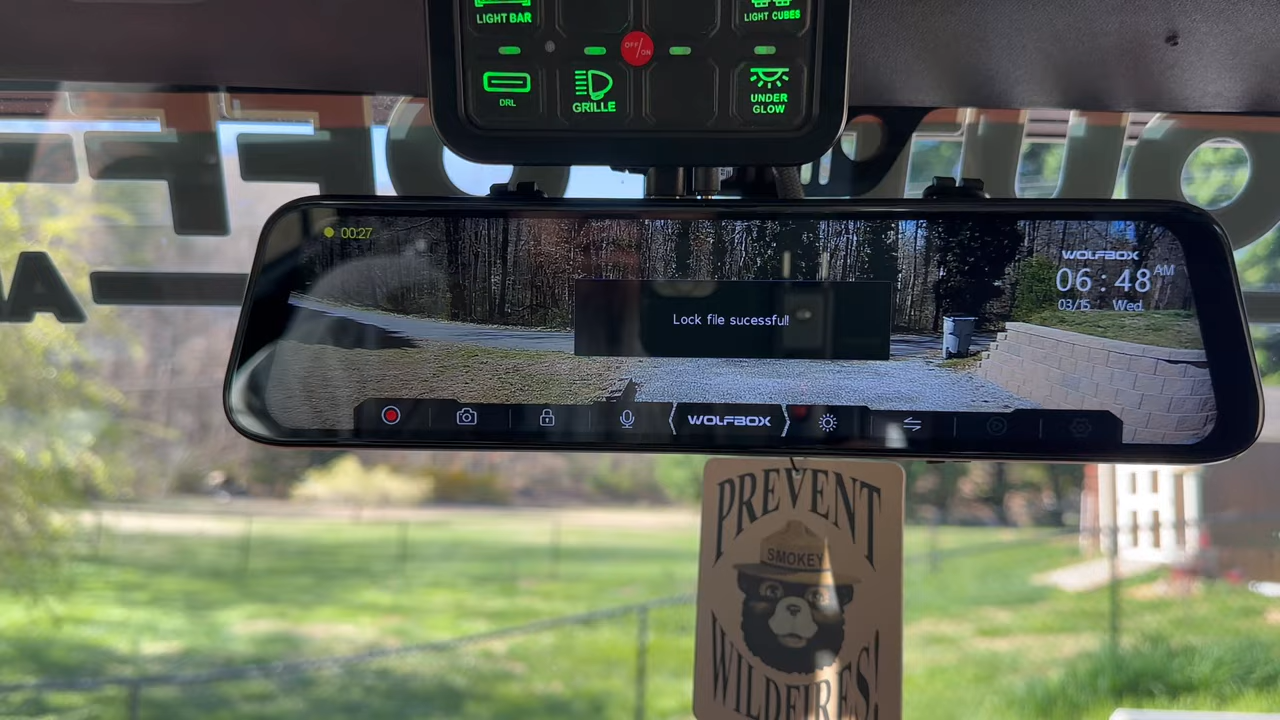 LIGHT BAR
LIGHT CUBES
OFF/ON
DRL
GRILLE
UNDER
GLOW
00:27
WOLFBOX
06:48 AM
03/15 Wed
Lock file sucessful!
WOLFBOX
PREVENT
SMOKEY
WILDFIRES!